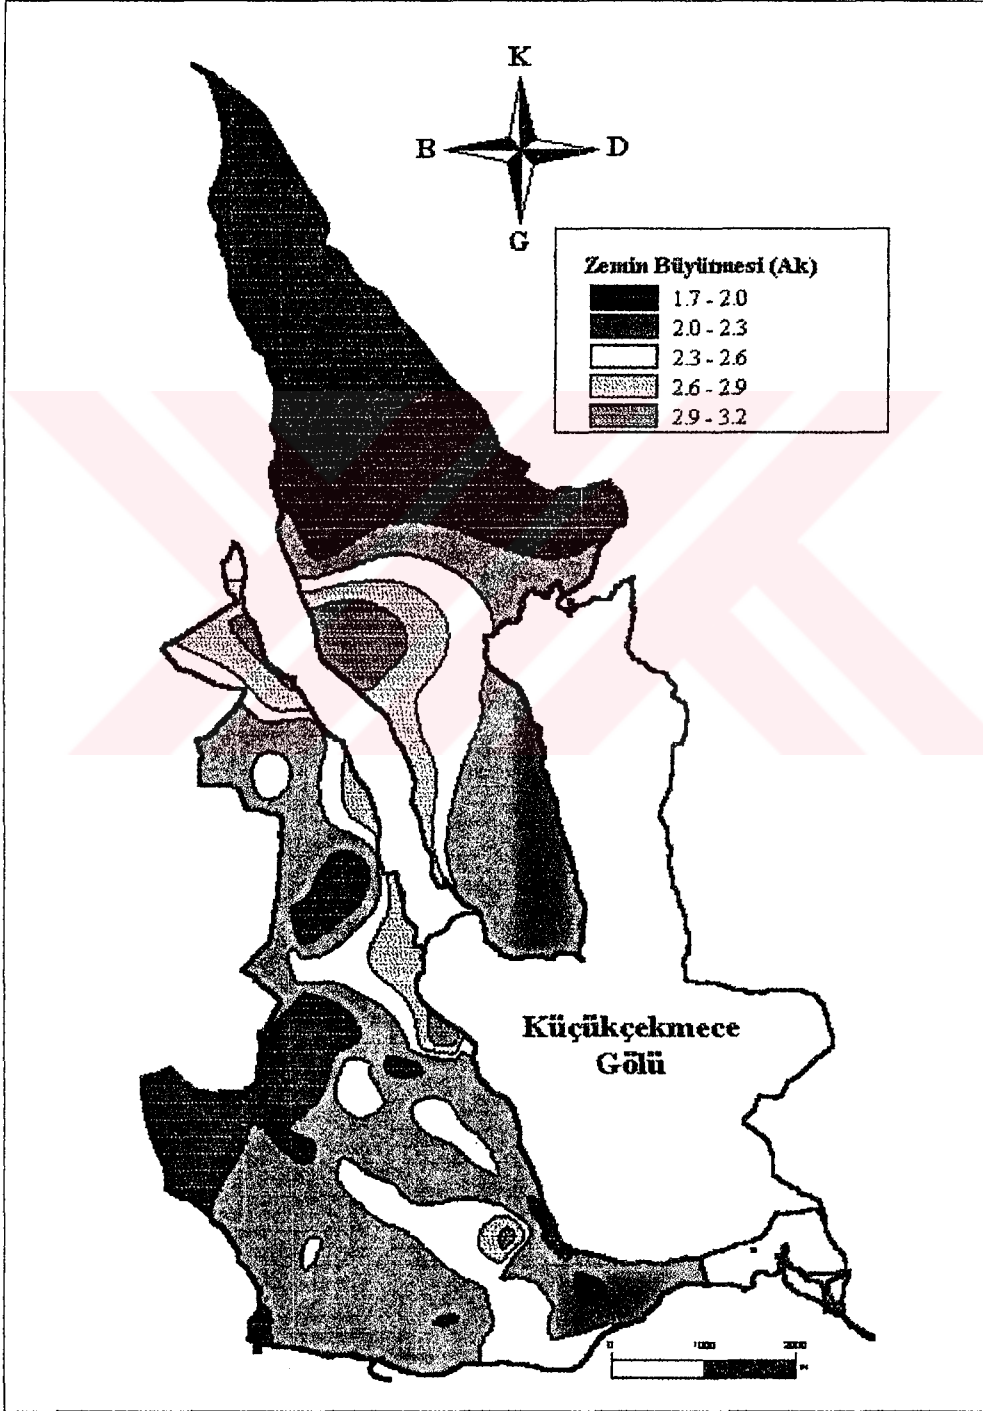 K
B D
G
Zemin Büyütmesi (Ak)
1.7 - 2.0
2.0 - 2.3
2.3 - 2.6
2.6 - 2.9
2.9 - 3.2
Küçükçekmece
Gölü
0 1000 2000